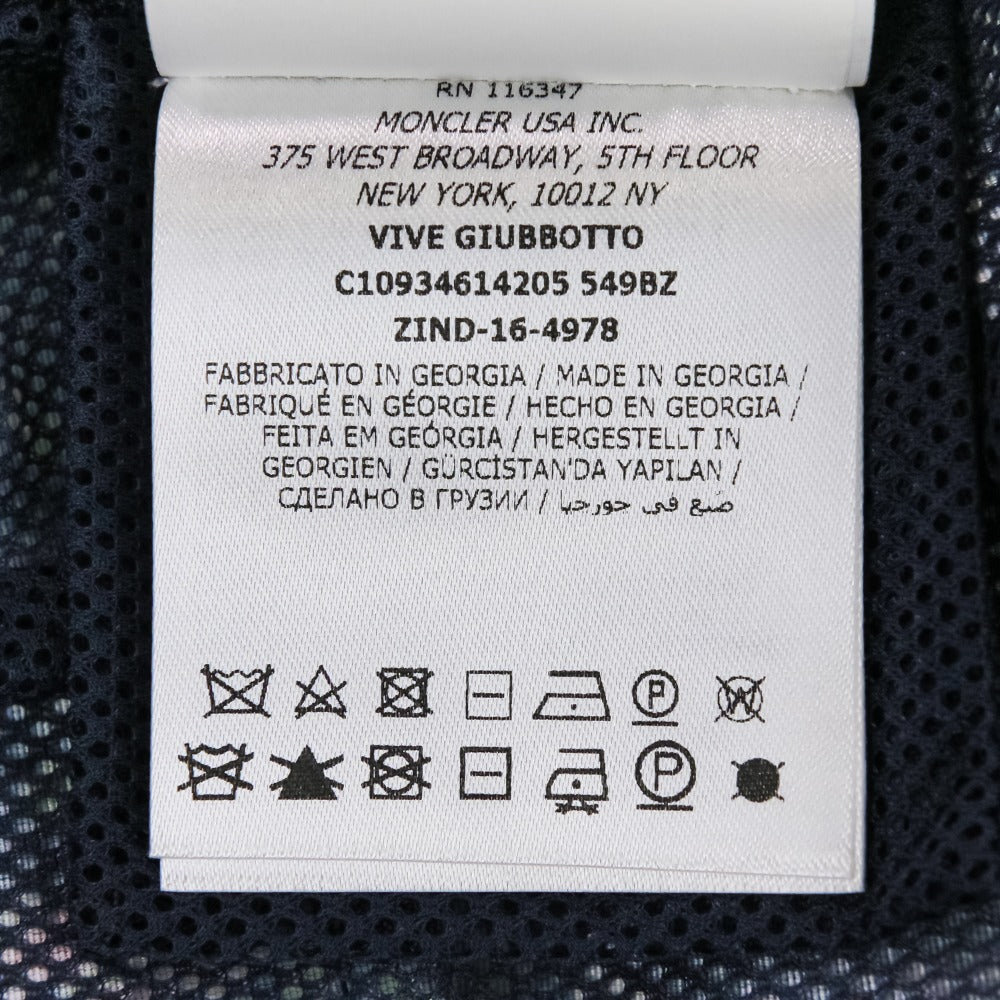 RN 116347
MONCLER USA INC.
375 WEST BROADWAY, 5TH FLOOR
NEW YORK, 10012 NY
VIVE GIUBBOTTO
C10934614205 549BZ
ZIND-16-4978
FABBRICATO IN GEORGIA / MADE IN GEORGIA /
FABRIQUÉ EN GÉORGIE / HECHO EN GEORGIA /
FEITA EM GEÓRGIA / HERGESTELLT IN
GEORGIEN / GÜRCİSTAN'DA YAPILAN /
СДЕЛАНО В ГРУЗИИ / صنع في جورجيا
P W
P